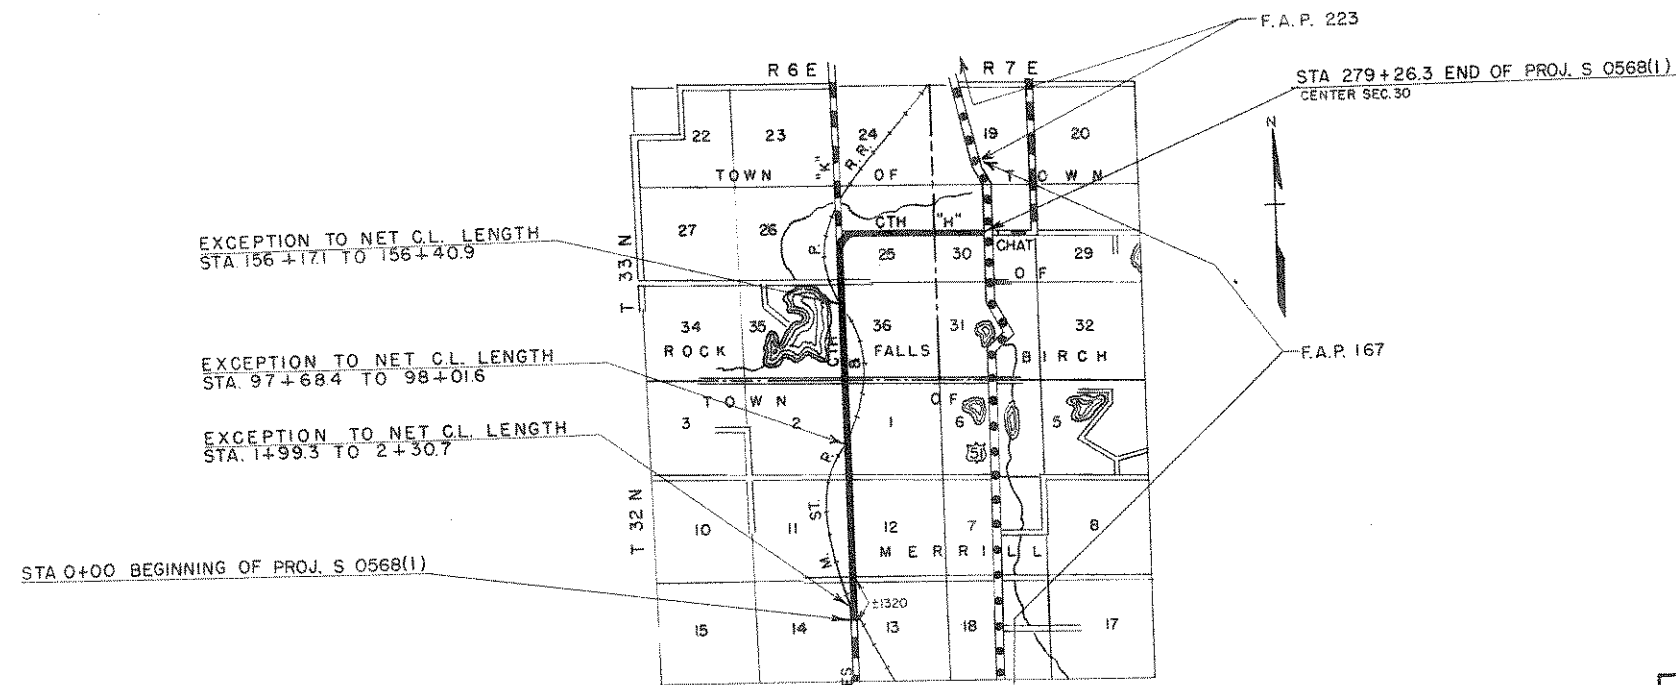 F. A. P. 223
R 6 E
R 7 E
STA 279+26.3 END OF PROJ. S 0568(1)
CENTER SEC. 30
N
22
23
24
19
20
"K"
R. R.
TOWN OF
TOWN
27
26
CTH "H"
25
30
CHAT
29
OF
P.
T 33 N
EXCEPTION TO NET C.L. LENGTH
STA. 156+17.1 TO 156+40.9
34
35
36
31
32
ROCK
FALLS
BIRCH
CTH
F.A.P. 167
EXCEPTION TO NET C.L. LENGTH
STA. 97+68.4 TO 98+01.6
TOWN OF
3
2
1
6
5
51
P.
EXCEPTION TO NET C.L. LENGTH
STA. 1+99.3 TO 2+30.7
ST.
M.
T 32 N
10
11
12
7
8
MERRILL
STA 0+00 BEGINNING OF PROJ. S 0568(1)
±1320
15
14
13
18
17
ES